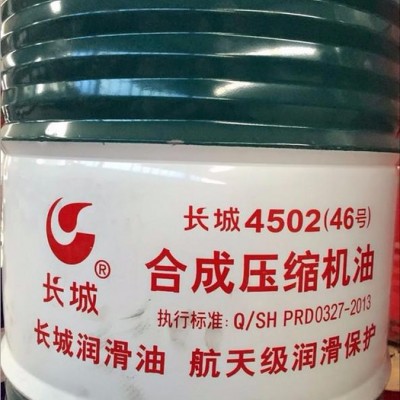 长城4502(46号)
®
长城
合成压缩机油
执行标准: Q/SH PRD0327-2013
长城润滑油 航天级润滑保护